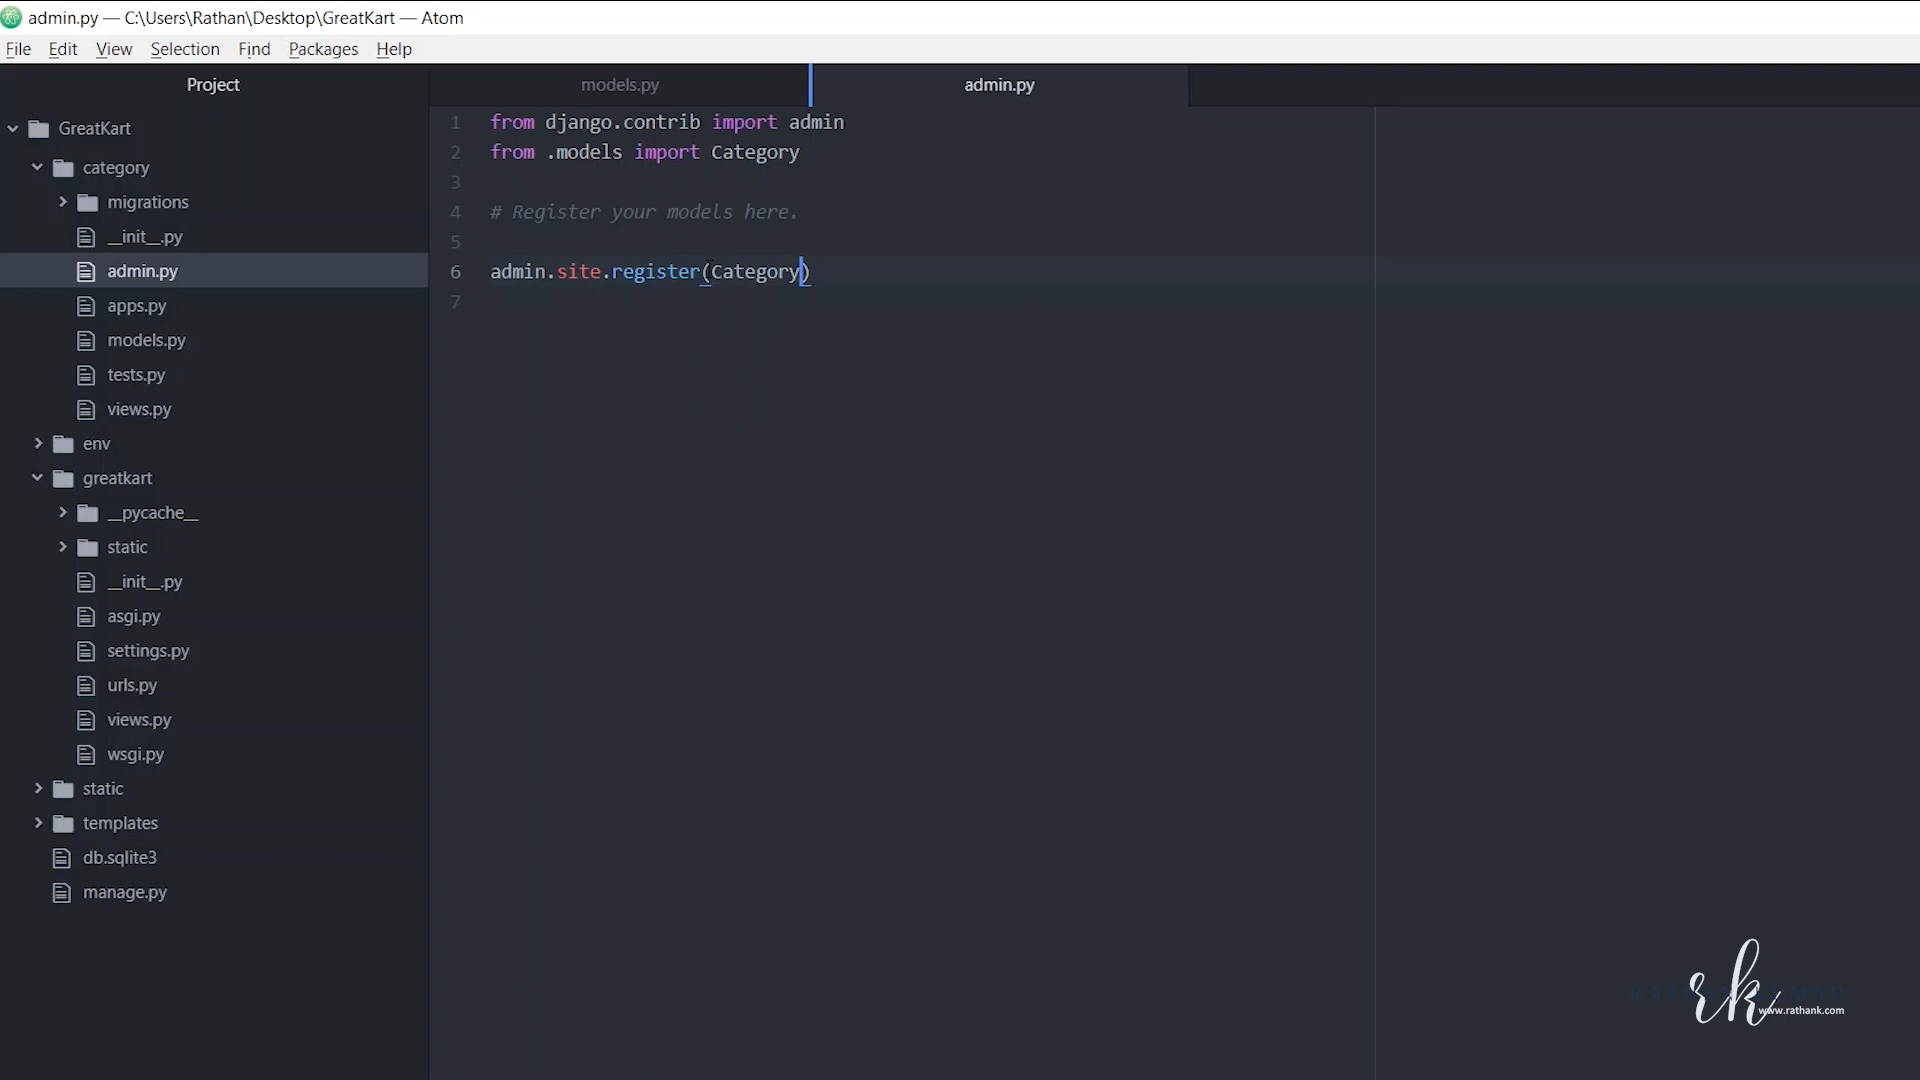 admin.py — C:\Users\Rathan\Desktop\GreatKart — Atom
File Edit View Selection Find Packages Help
Project
GreatKart
category
migrations
__init__.py
admin.py
apps.py
models.py
tests.py
views.py
env
greatkart
__pycache__
static
__init__.py
asgi.py
settings.py
urls.py
views.py
wsgi.py
static
templates
db.sqlite3
manage.py
models.py admin.py
1 from django.contrib import admin
2 from .models import Category
3
4 # Register your models here.
5
6 admin.site.register(Category)
7
rk
www.rathank.com